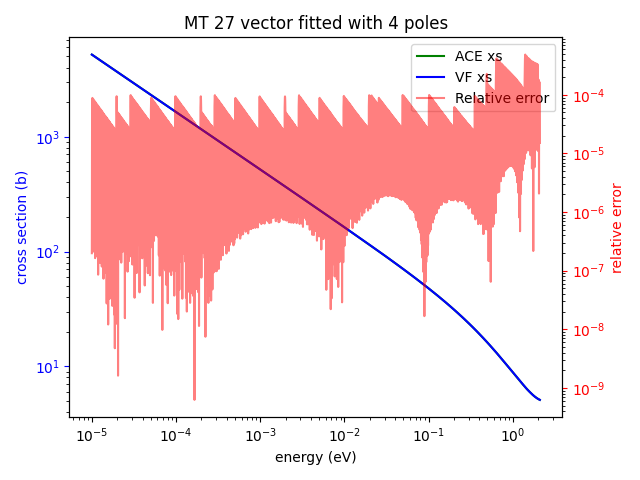 MT 27 vector fitted with 4 poles
ACE xs
VF xs
Relative error
cross section (b)
10³
10²
10¹
10⁻⁴
10⁻⁵
10⁻⁶
10⁻⁷
10⁻⁸
10⁻⁹
relative error
10⁻⁵ 10⁻⁴ 10⁻³ 10⁻² 10⁻¹ 10⁰
energy (eV)